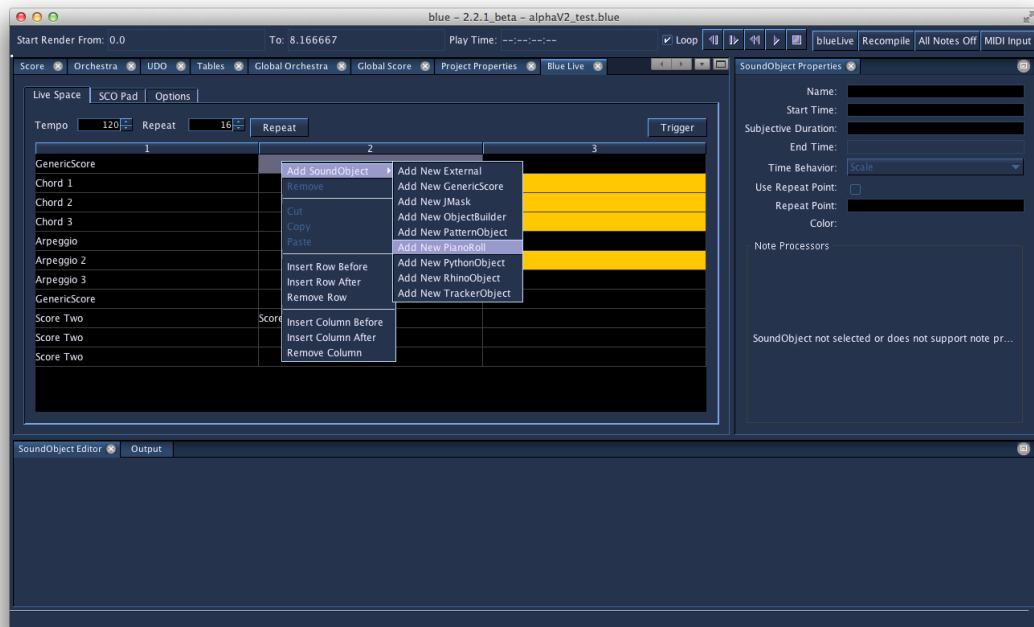 blue - 2.2.1_beta - alphaV2_test.blue
Start Render From: 0.0 To: 8.166667 Play Time: --:--:--:-- Loop blueLive Recompile All Notes Off MIDI Input
Score Orchestra UDO Tables Global Orchestra Global Score Project Properties Blue Live
SoundObject Properties
Live Space SCO Pad Options
Tempo 120 Repeat 16 Repeat Trigger
1 2 3
GenericScore
Chord 1
Chord 2
Chord 3
Arpeggio
Arpeggio 2
Arpeggio 3
GenericScore
Score Two Score
Score Two
Score Two
Add SoundObject
Remove
Cut
Copy
Paste
Insert Row Before
Insert Row After
Remove Row
Insert Column Before
Insert Column After
Remove Column
Add New External
Add New GenericScore
Add New JMask
Add New ObjectBuilder
Add New PatternObject
Add New PianoRoll
Add New PythonObject
Add New RhinoObject
Add New TrackerObject
Name:
Start Time:
Subjective Duration:
End Time:
Time Behavior: Scale
Use Repeat Point:
Repeat Point:
Color:
Note Processors
SoundObject not selected or does not support note pr...
SoundObject Editor Output